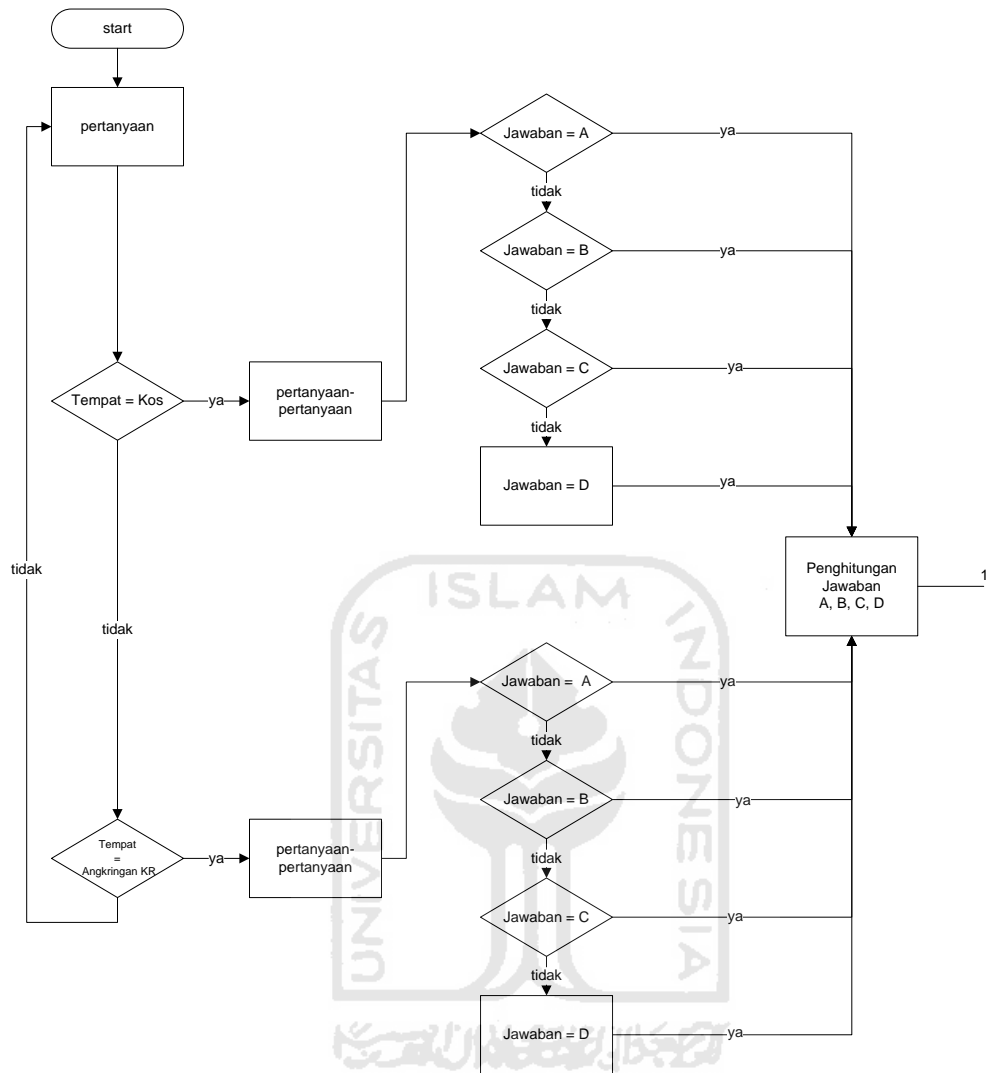 start
pertanyaan
Jawaban = A
ya
tidak
Jawaban = B
ya
tidak
Jawaban = C
ya
tidak
Jawaban = D
ya
Tempat = Kos
ya
pertanyaan-
pertanyaan
tidak
tidak
Penghitungan
Jawaban
A, B, C, D
1
ISLAM
UNIVERSITAS
INDONESIA
Jawaban = A
ya
tidak
Jawaban = B
ya
tidak
Jawaban = C
ya
tidak
Jawaban = D
ya
Tempat
=
Angkringan KR
ya
pertanyaan-
pertanyaan